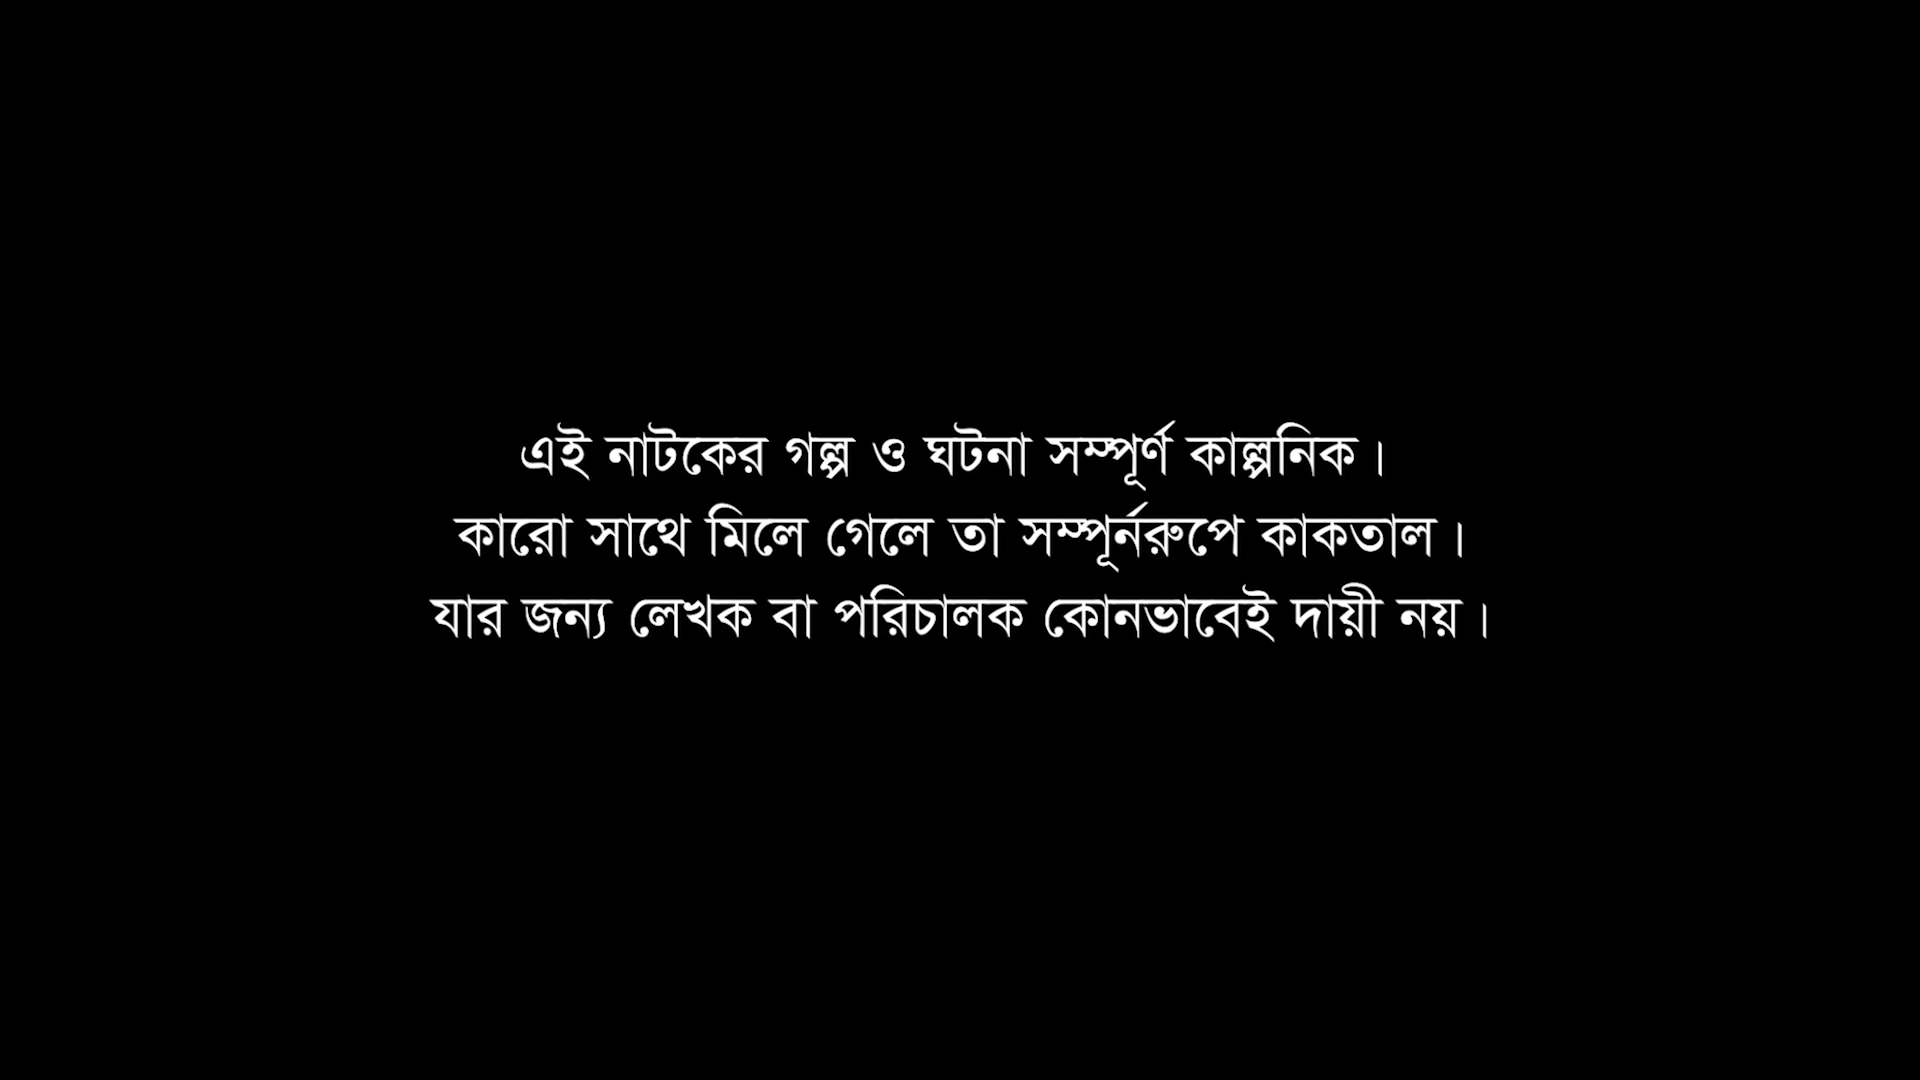 এই নাটকের গল্প ও ঘটনা সম্পূর্ণ কাল্পনিক।
কারো সাথে মিলে গেলে তা সম্পূর্নরুপে কাকতাল।
যার জন্য লেখক বা পরিচালক কোনভাবেই দায়ী নয়।